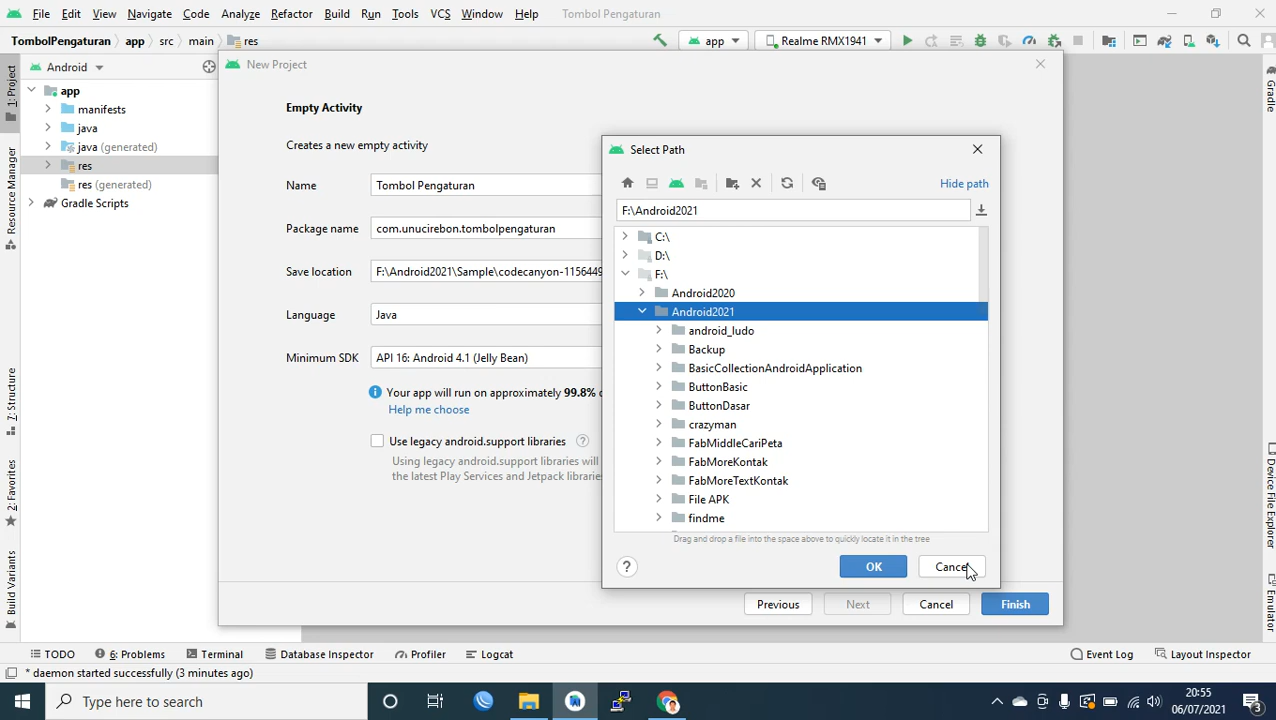 File Edit View Navigate Code Analyze Refactor Build Run Tools VCS Window Help Tombol Pengaturan
TombolPengaturan app src main res app Realme RMX1941
Android
1: Project
Resource Manager
7: Structure
2: Favorites
Build Variants
app
manifests
java
java (generated)
res
res (generated)
Gradle Scripts
New Project
Empty Activity
Creates a new empty activity
Name Tombol Pengaturan
Package name com.unucirebon.tombolpengaturan
Save location F:\Android2021\Sample\codecanyon-1156449
Language Java
Minimum SDK API 16: Android 4.1 (Jelly Bean)
Your app will run on approximately 99.8%
Help me choose
Use legacy android.support libraries ?
Using legacy android.support libraries will
the latest Play Services and Jetpack libraries
Previous Next Cancel Finish
Select Path
Hide path
F:\Android2021
C:\
D:\
F:\
Android2020
Android2021
android_ludo
Backup
BasicCollectionAndroidApplication
ButtonBasic
ButtonDasar
crazyman
FabMiddleCariPeta
FabMoreKontak
FabMoreTextKontak
File APK
findme
Drag and drop a file into the space above to quickly locate it in the tree
? OK Cancel
Gradle
Device File Explorer
Emulator
TODO 6: Problems Terminal Database Inspector Profiler Logcat Event Log Layout Inspector
* daemon started successfully (3 minutes ago)
Type here to search
20:55
06/07/2021
3